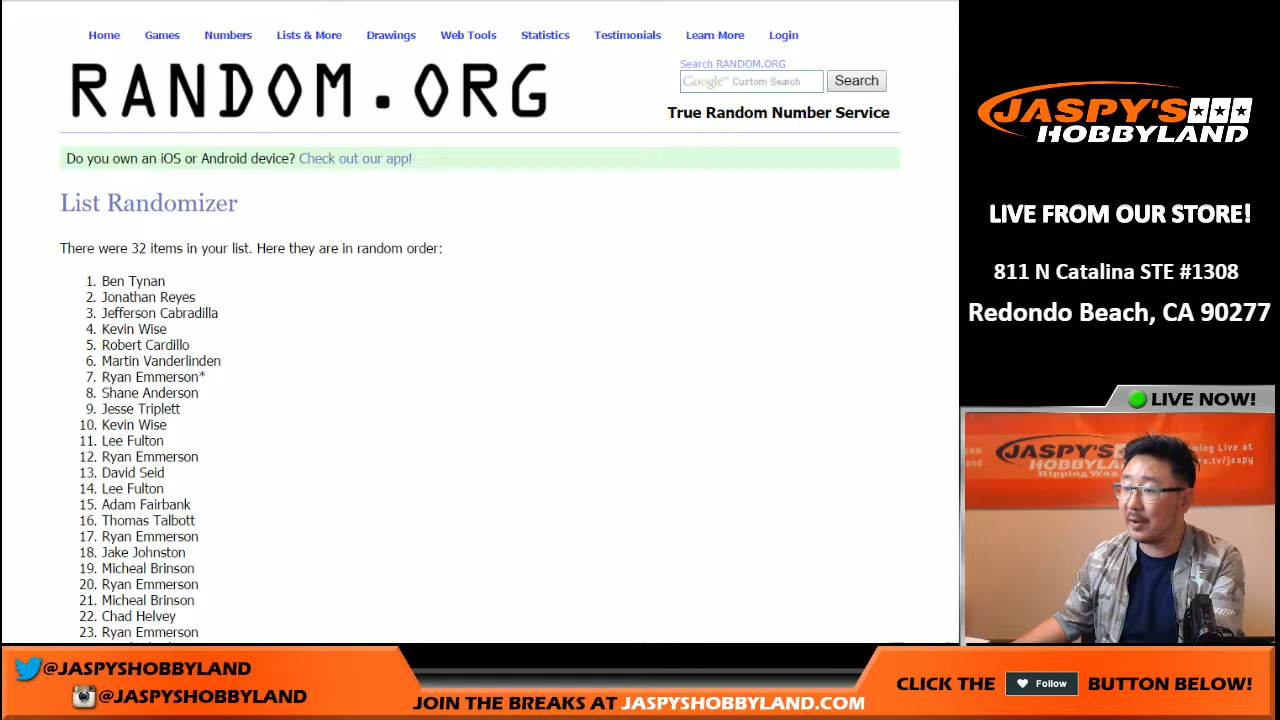 Home Games Numbers Lists & More Drawings Web Tools Statistics Testimonials Learn More Login
RANDOM.ORG
Search RANDOM.ORG
Google™ Custom Search Search
True Random Number Service
Do you own an iOS or Android device? Check out our app!
List Randomizer
There were 32 items in your list. Here they are in random order:
1. Ben Tynan
2. Jonathan Reyes
3. Jefferson Cabradilla
4. Kevin Wise
5. Robert Cardillo
6. Martin Vanderlinden
7. Ryan Emmerson*
8. Shane Anderson
9. Jesse Triplett
10. Kevin Wise
11. Lee Fulton
12. Ryan Emmerson
13. David Seid
14. Lee Fulton
15. Adam Fairbank
16. Thomas Talbott
17. Ryan Emmerson
18. Jake Johnston
19. Micheal Brinson
20. Ryan Emmerson
21. Micheal Brinson
22. Chad Helvey
23. Ryan Emmerson
JASPY'S
HOBBYLAND
LIVE FROM OUR STORE!
811 N Catalina STE #1308
Redondo Beach, CA 90277
LIVE NOW!
JASPY'S
Ripping Wax
Live at
.tv/jaspy
@JASPYSHOBBYLAND
@JASPYSHOBBYLAND
JOIN THE BREAKS AT JASPYSHOBBYLAND.COM
CLICK THE Follow BUTTON BELOW!